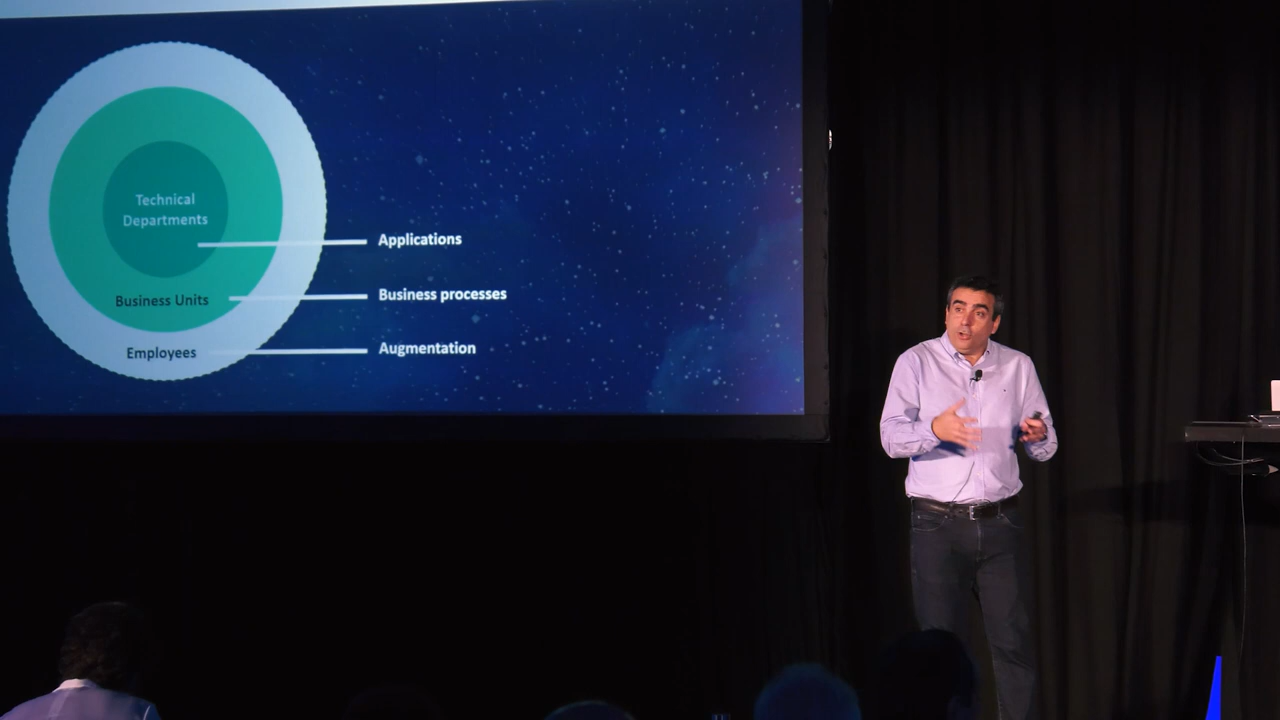 Technical
Departments
Applications
Business Units
Business processes
Employees
Augmentation